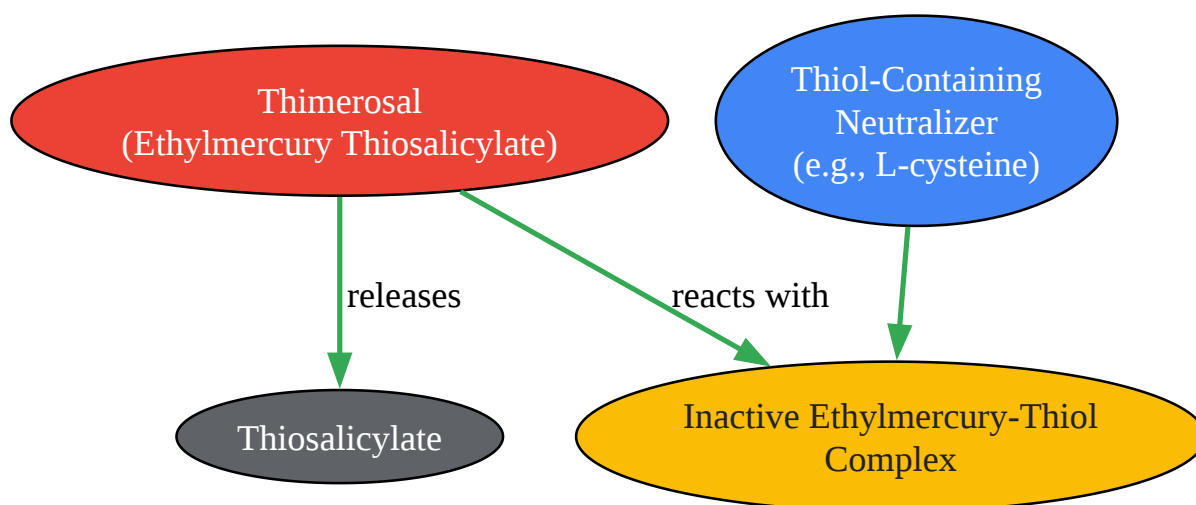 Thimerosal
(Ethylmercury Thiosalicylate)
Thiol-Containing
Neutralizer
(e.g., L-cysteine)
releases
reacts with
Thiosalicylate
Inactive Ethylmercury-Thiol
Complex